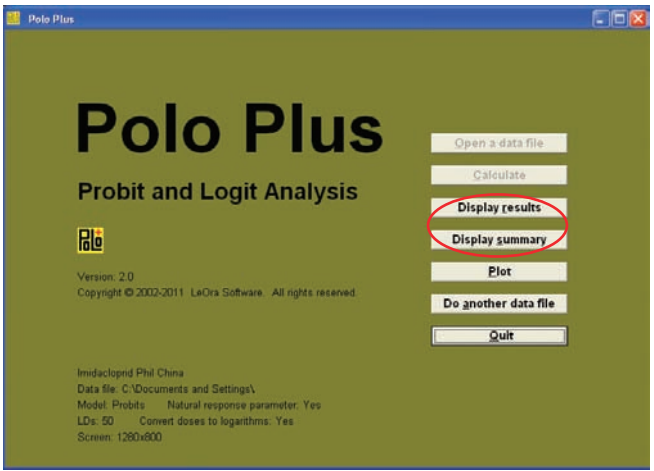 Polo Plus
Polo Plus
Probit and Logit Analysis
Polo
Version: 2.0
Copyright © 2002-2011 LeOra Software. All rights reserved.
Open a data file
Calculate
Display results
Display summary
Plot
Do another data file
Quit
Imidacloprid Phil China
Data file: C:\Documents and Settings\
Model: Probits Natural response parameter: Yes
LDs: 50 Convert doses to logarithms: Yes
Screen: 1280x800